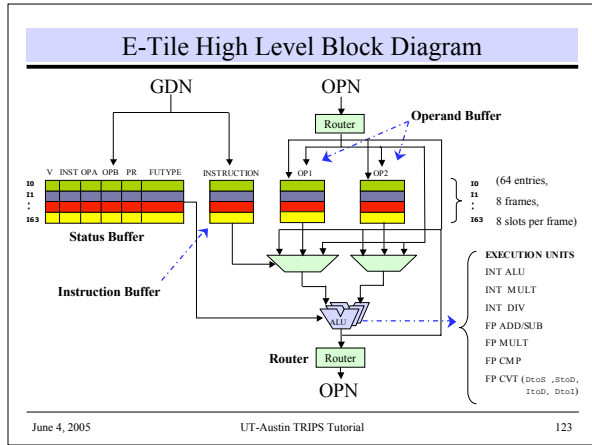 E-Tile High Level Block Diagram
GDN
OPN
Router
Operand Buffer
V INST OPA OPB PR FUTYPE
INSTRUCTION
OP1
OP2
I0
I1
:
I63
Status Buffer
Instruction Buffer
I0
I1
:
I63
(64 entries,
8 frames,
8 slots per frame)
EXECUTION UNITS
INT ALU
INT MULT
INT DIV
FP ADD/SUB
FP MULT
FP CMP
FP CVT (DtoS ,StoD,
ItoD, DtoI)
ALU
Router
Router
OPN
June 4, 2005
UT-Austin TRIPS Tutorial
123